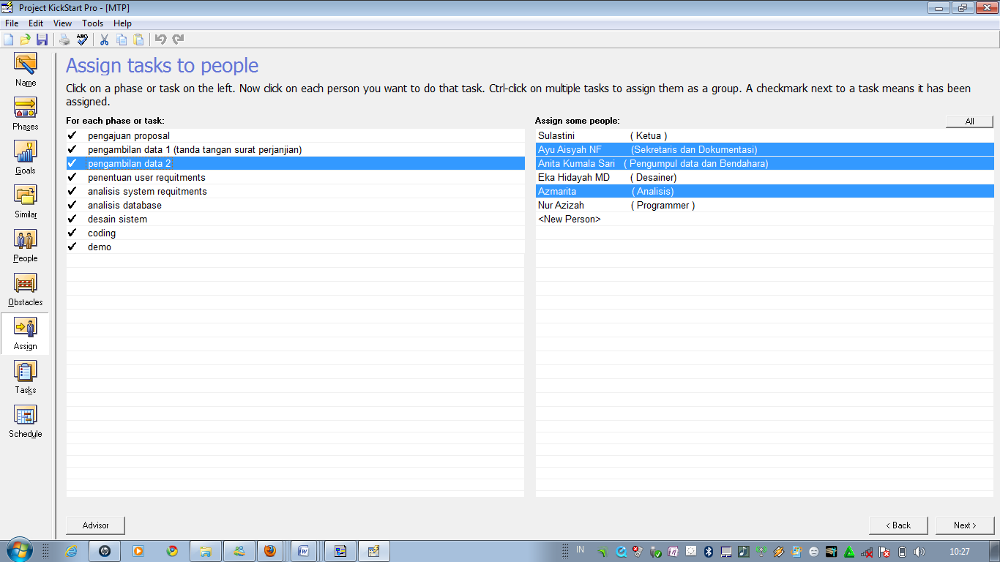 Project KickStart Pro - [MTP]
File Edit View Tools Help
ABC
Name
Phases
Goals
Similar
People
Obstacles
Assign
Tasks
Schedule
Assign tasks to people
Click on a phase or task on the left. Now click on each person you want to do that task. Ctrl-click on multiple tasks to assign them as a group. A checkmark next to a task means it has been
assigned.
For each phase or task:
pengajuan proposal
pengambilan data 1 (tanda tangan surat perjanjian)
pengambilan data 2
penentuan user requitments
analisis system requitments
analisis database
desain sistem
coding
demo
Assign some people:
All
Sulastini ( Ketua )
Ayu Aisyah NF (Sekretaris dan Dokumentasi)
Anita Kumala Sari ( Pengumpul data dan Bendahara)
Eka Hidayah MD ( Desainer)
Azmarita ( Analisis)
Nur Azizah ( Programmer )
<New Person>
Advisor
< Back
Next >
IN
10:27